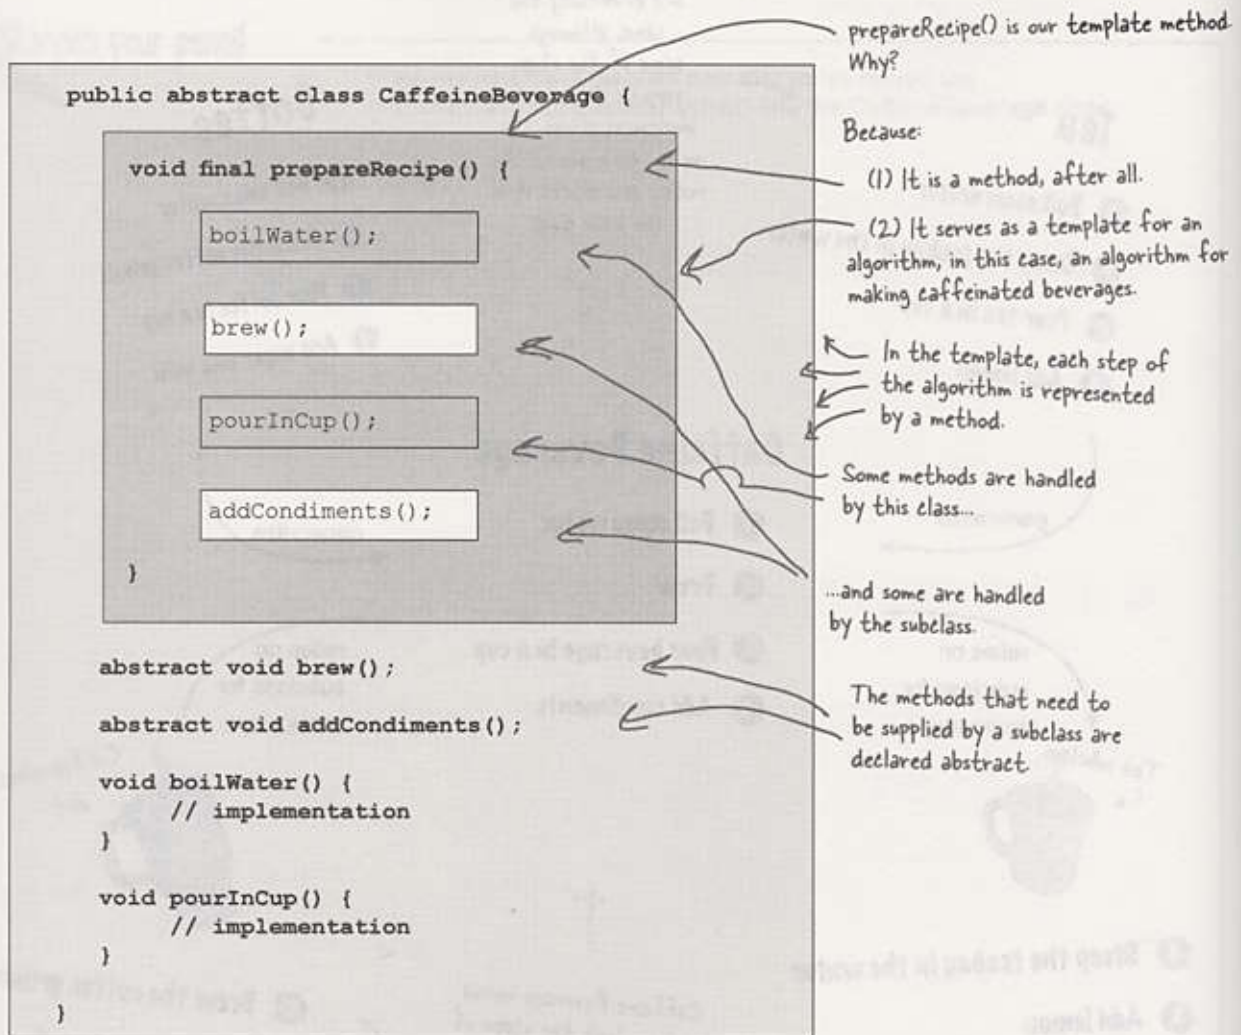 prepareRecipe() is our template method
Why?
public abstract class CaffeineBeverage {
Because:
void final prepareRecipe() {
(1) It is a method, after all.
boilWater();
(2) It serves as a template for an
algorithm, in this case, an algorithm for
making caffeinated beverages.
brew();
In the template, each step of
the algorithm is represented
by a method.
pourInCup();
Some methods are handled
by this class...
addCondiments();
}
...and some are handled
by the subclass.
abstract void brew();
The methods that need to
be supplied by a subclass are
declared abstract.
abstract void addCondiments();
void boilWater() {
// implementation
}
void pourInCup() {
// implementation
}
}